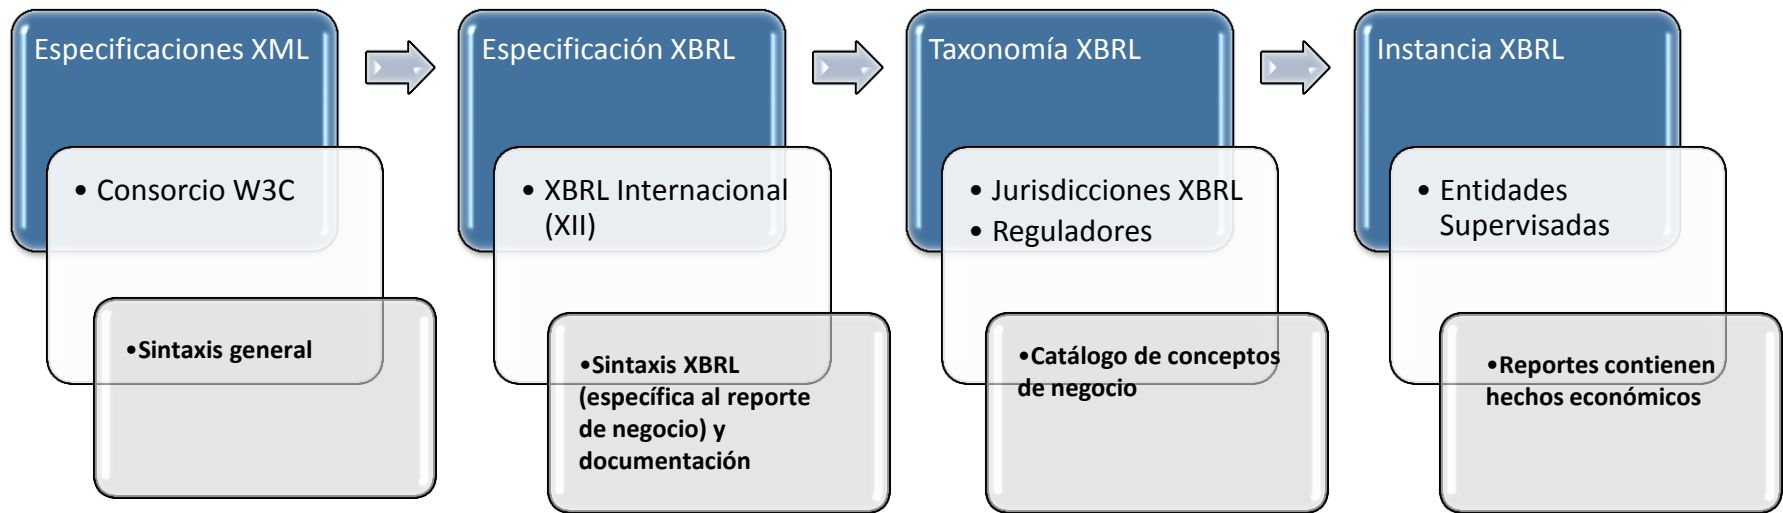 Especificaciones XML
• Consorcio W3C
•Sintaxis general
Especificación XBRL
• XBRL Internacional
(XII)
•Sintaxis XBRL
(específica al reporte
de negocio) y
documentación
Taxonomía XBRL
• Jurisdicciones XBRL
• Reguladores
•Catálogo de conceptos
de negocio
Instancia XBRL
• Entidades
Supervisadas
•Reportes contienen
hechos económicos